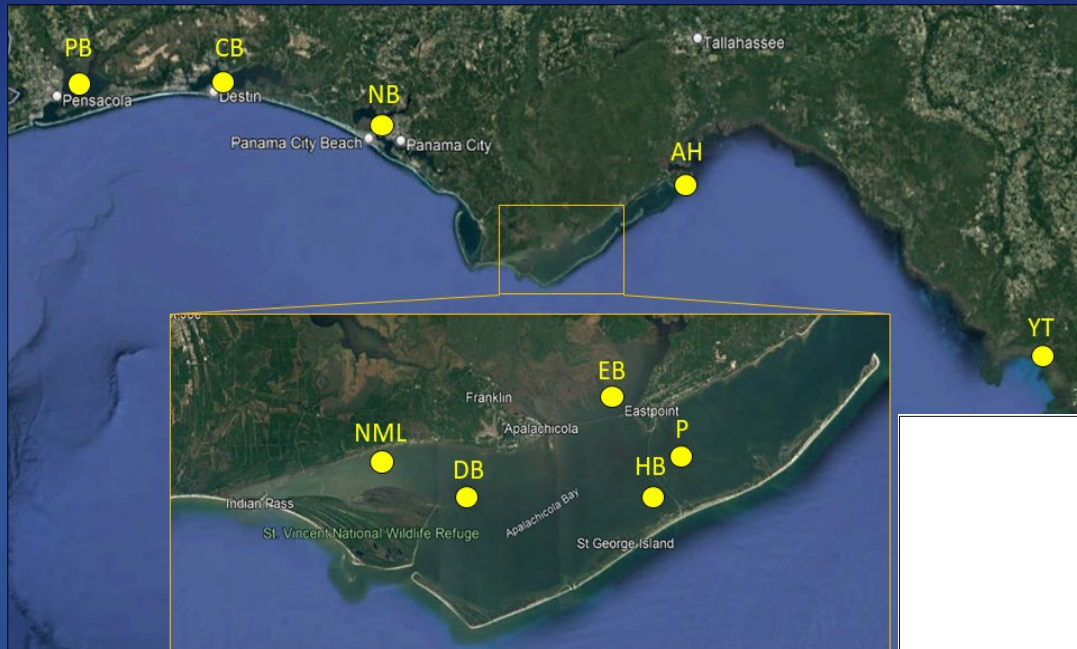 PB
CB
Tallahassee
Pensacola
Destin
NB
Panama City Beach
Panama City
AH
YT
EB
Franklin
Eastpoint
Apalachicola
NML
P
DB
HB
Indian Pass
Apalachicola Bay
St. Vincent National Wildlife Refuge
St George Island